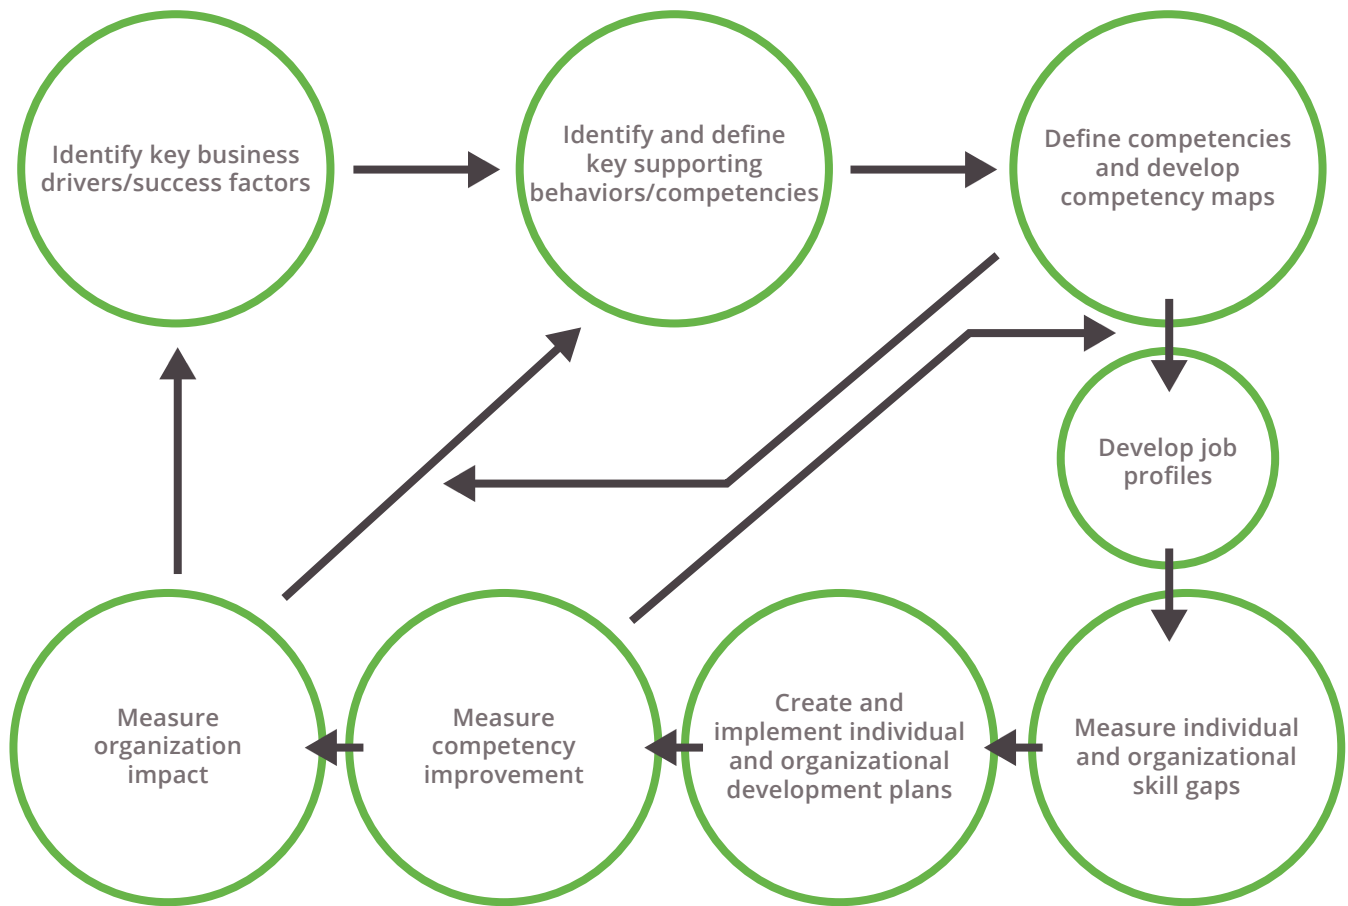 Identify key business
drivers/success factors
Identify and define
key supporting
behaviors/competencies
Define competencies
and develop
competency maps
Develop job
profiles
Measure individual
and organizational
skill gaps
Create and
implement individual
and organizational
development plans
Measure
competency
improvement
Measure
organization
impact